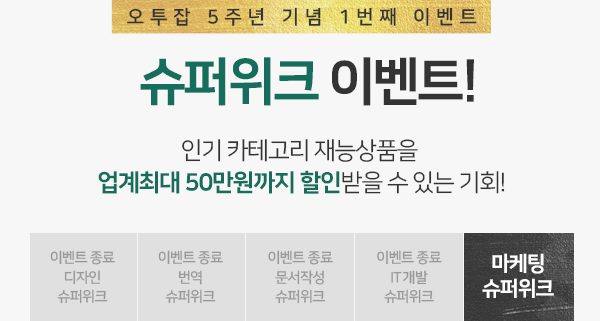 오투잡 5주년 기념 1번째 이벤트
슈퍼위크 이벤트!
인기 카테고리 재능상품을
업계최대 50만원까지 할인받을 수 있는 기회!
이벤트 종료
디자인
슈퍼위크
이벤트 종료
번역
슈퍼위크
이벤트 종료
문서작성
슈퍼위크
이벤트 종료
IT개발
슈퍼위크
마케팅
슈퍼위크